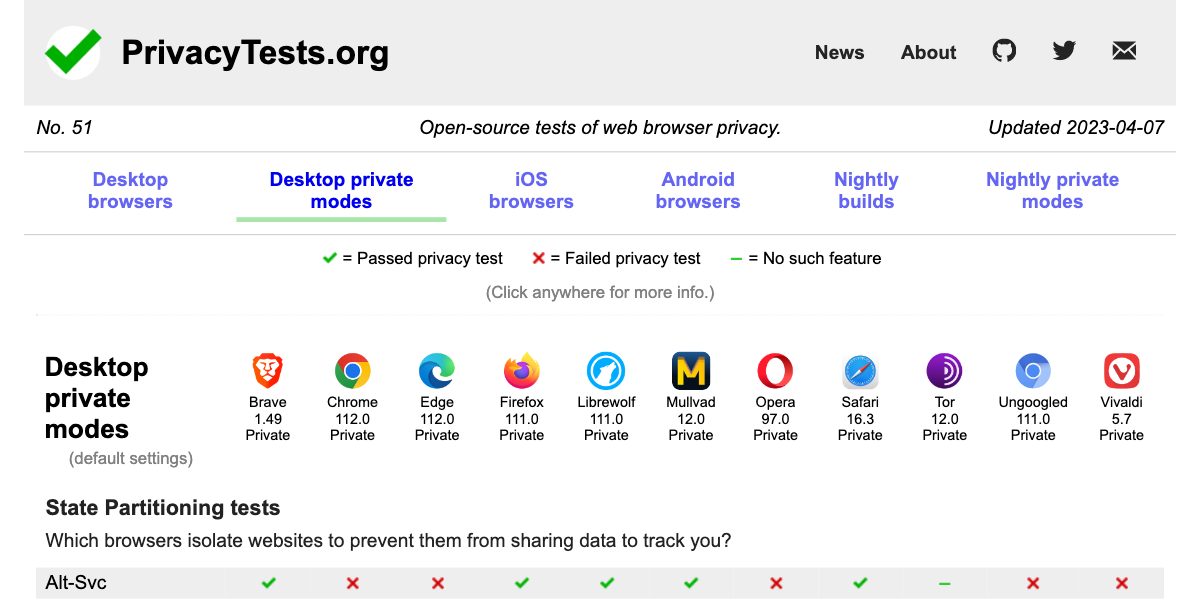 PrivacyTests.org
News About
No. 51 Open-source tests of web browser privacy. Updated 2023-04-07
Desktop browsers
Desktop private modes
iOS browsers
Android browsers
Nightly builds
Nightly private modes
= Passed privacy test = Failed privacy test = No such feature
(Click anywhere for more info.)
Desktop
private
modes
(default settings)
Brave
1.49
Private
Chrome
112.0
Private
Edge
112.0
Private
Firefox
111.0
Private
Librewolf
111.0
Private
Mullvad
12.0
Private
Opera
97.0
Private
Safari
16.3
Private
Tor
12.0
Private
Ungoogled
111.0
Private
Vivaldi
5.7
Private
State Partitioning tests
Which browsers isolate websites to prevent them from sharing data to track you?
Alt-Svc